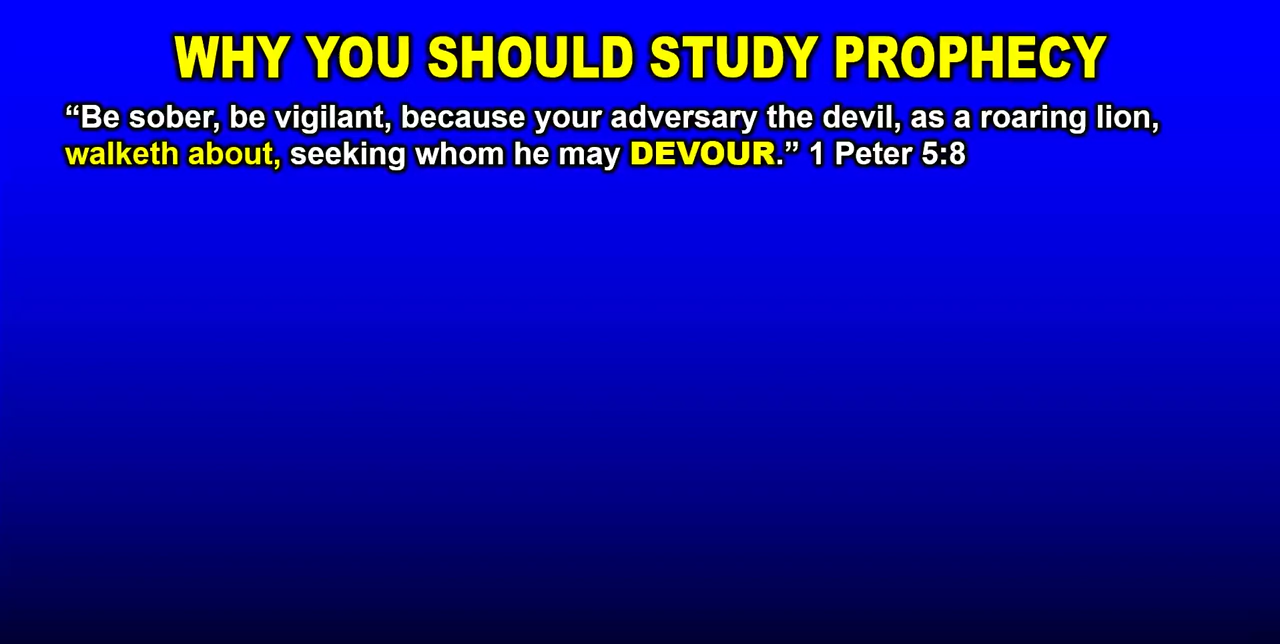 WHY YOU SHOULD STUDY PROPHECY
“Be sober, be vigilant, because your adversary the devil, as a roaring lion,
walketh about, seeking whom he may DEVOUR.” 1 Peter 5:8